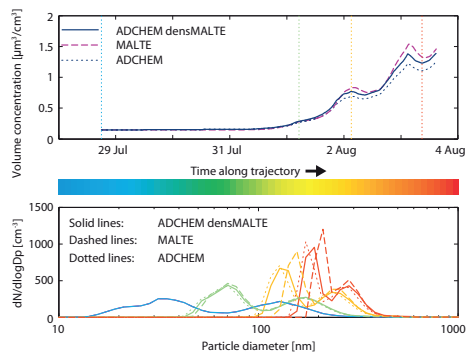 Volume concentration [µm³/cm³]
2
1.5
1
0.5
0
ADCHEM densMALTE
MALTE
ADCHEM
29 Jul
31 Jul
2 Aug
4 Aug
Time along trajectory
dN/dlogDp [cm⁻³]
1500
1000
500
0
Solid lines: ADCHEM densMALTE
Dashed lines: MALTE
Dotted lines: ADCHEM
10
100
1000
Particle diameter [nm]